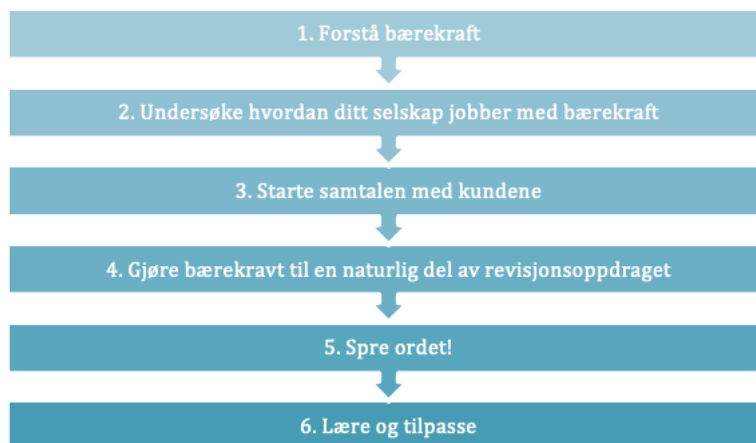 1. Forstå bærekraft
2. Undersøke hvordan ditt selskap jobber med bærekraft
3. Starte samtalen med kundene
4. Gjøre bærekravt til en naturlig del av revisjonsoppdraget
5. Spre ordet!
6. Lære og tilpasse